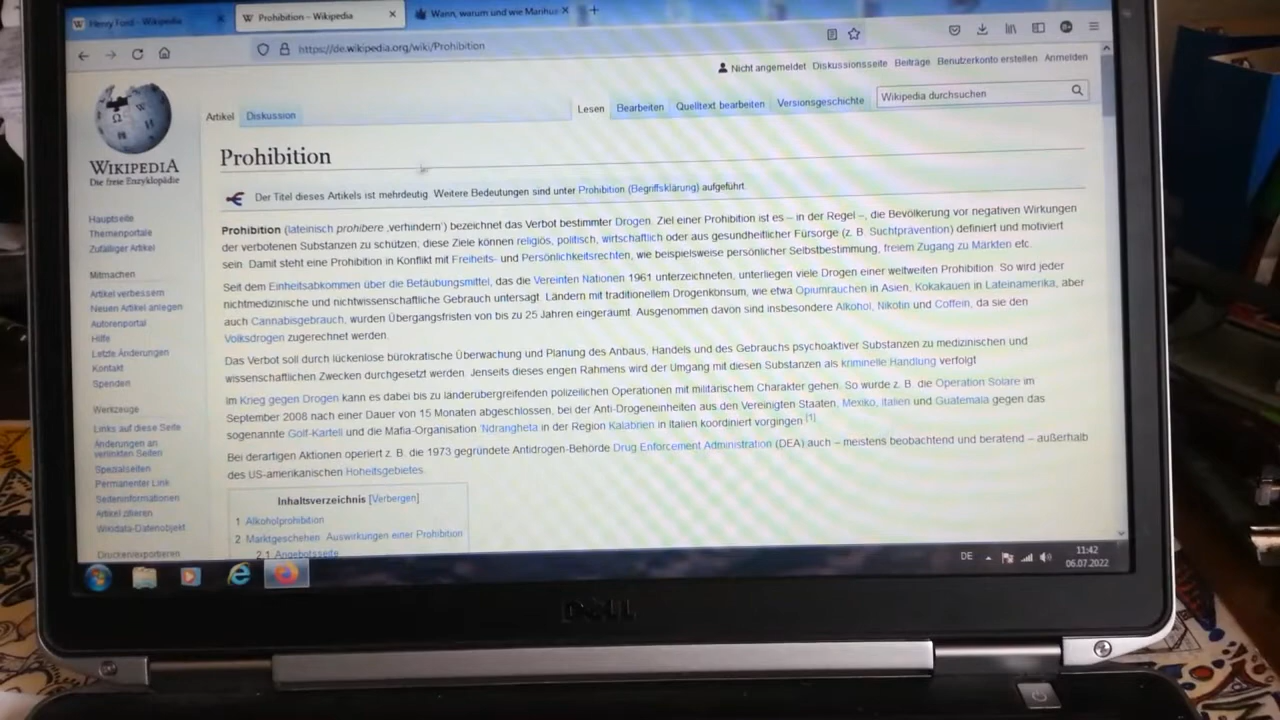 Henry Ford – Wikipedia
Prohibition – Wikipedia
Wann, warum und wie Marihua
https://de.wikipedia.org/wiki/Prohibition
Nicht angemeldet Diskussionsseite Beiträge Benutzerkonto erstellen Anmelden
Artikel Diskussion
Lesen Bearbeiten Quelltext bearbeiten Versionsgeschichte
Wikipedia durchsuchen
WIKIPEDIA
Die freie Enzyklopädie
Hauptseite
Themenportale
Zufälliger Artikel
Mitmachen
Artikel verbessern
Neuen Artikel anlegen
Autorenportal
Hilfe
Letzte Änderungen
Kontakt
Spenden
Werkzeuge
Links auf diese Seite
Änderungen an
verlinkten Seiten
Spezialseiten
Permanenter Link
Seiteninformationen
Artikel zitieren
Wikidata-Datenobjekt
Drucken/exportieren
Prohibition
Der Titel dieses Artikels ist mehrdeutig. Weitere Bedeutungen sind unter Prohibition (Begriffsklärung) aufgeführt.
Prohibition (lateinisch prohibere ‚verhindern‘) bezeichnet das Verbot bestimmter Drogen. Ziel einer Prohibition ist es – in der Regel –, die Bevölkerung vor negativen Wirkungen
der verbotenen Substanzen zu schützen, diese Ziele können religiös, politisch, wirtschaftlich oder aus gesundheitlicher Fürsorge (z. B. Suchtprävention) definiert und motiviert
sein. Damit steht eine Prohibition in Konflikt mit Freiheits- und Persönlichkeitsrechten, wie beispielsweise persönlicher Selbstbestimmung, freiem Zugang zu Märkten etc.
Seit dem Einheitsabkommen über die Betäubungsmittel, das die Vereinten Nationen 1961 unterzeichneten, unterliegen viele Drogen einer weltweiten Prohibition. So wird jeder
nichtmedizinische und nichtwissenschaftliche Gebrauch untersagt. Ländern mit traditionellem Drogenkonsum, wie etwa Opiumrauchen in Asien, Kokakauen in Lateinamerika, aber
auch Cannabisgebrauch, wurden Übergangsfristen von bis zu 25 Jahren eingeräumt. Ausgenommen davon sind insbesondere Alkohol, Nikotin und Coffein, da sie den
Volksdrogen zugerechnet werden.
Das Verbot soll durch lückenlose bürokratische Überwachung und Planung des Anbaus, Handels und des Gebrauchs psychoaktiver Substanzen zu medizinischen und
wissenschaftlichen Zwecken durchgesetzt werden. Jenseits dieses engen Rahmens wird der Umgang mit diesen Substanzen als kriminelle Handlung verfolgt.
Im Krieg gegen Drogen kann es dabei bis zu länderübergreifenden polizeilichen Operationen mit militärischem Charakter gehen. So wurde z. B. die Operation Solare im
September 2008 nach einer Dauer von 15 Monaten abgeschlossen, bei der Anti-Drogeneinheiten aus den Vereinigten Staaten, Mexiko, Italien und Guatemala gegen das
sogenannte Golf-Kartell und die Mafia-Organisation 'Ndrangheta in der Region Kalabrien in Italien koordiniert vorgingen.[1]
Bei derartigen Aktionen operiert z. B. die 1973 gegründete Antidrogen-Behörde Drug Enforcement Administration (DEA) auch – meistens beobachtend und beratend – außerhalb
des US-amerikanischen Hoheitsgebietes.
Inhaltsverzeichnis [Verbergen]
1 Alkoholprohibition
2 Marktgeschehen: Auswirkungen einer Prohibition
2.1 Angebotsseite
DE
11:42
06.07.2022
DELL